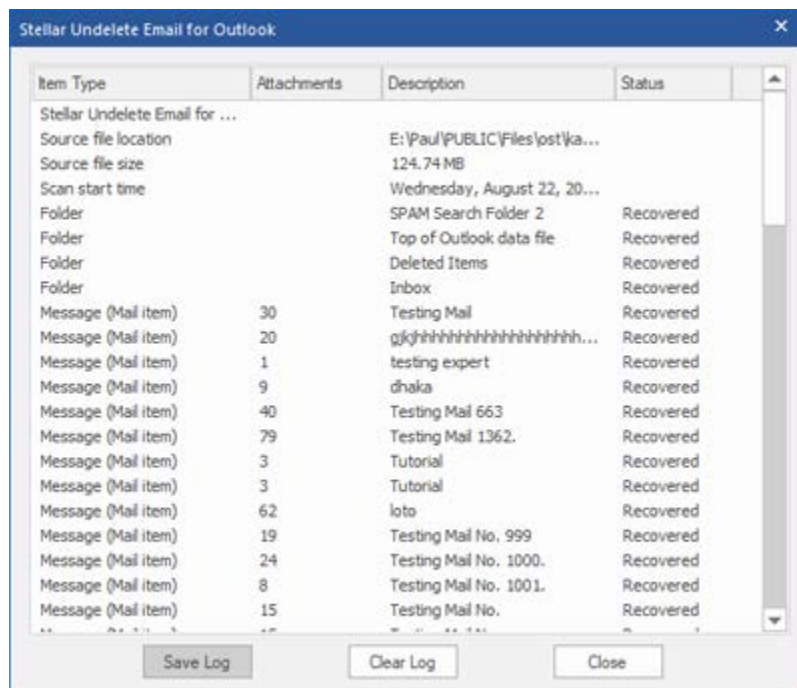 Stellar Undelete Email for Outlook
Item Type Attachments Description Status
Stellar Undelete Email for ...
Source file location E:\Paul\PUBLIC\Files\ost\ka...
Source file size 124.74 MB
Scan start time Wednesday, August 22, 20...
Folder SPAM Search Folder 2 Recovered
Folder Top of Outlook data file Recovered
Folder Deleted Items Recovered
Folder Inbox Recovered
Message (Mail item) 30 Testing Mail Recovered
Message (Mail item) 20 Recovered
Message (Mail item) 1 testing expert Recovered
Message (Mail item) 9 dhaka Recovered
Message (Mail item) 40 Testing Mail 663 Recovered
Message (Mail item) 79 Testing Mail 1362. Recovered
Message (Mail item) 3 Tutorial Recovered
Message (Mail item) 3 Tutorial Recovered
Message (Mail item) 62 loto Recovered
Message (Mail item) 19 Testing Mail No. 999 Recovered
Message (Mail item) 24 Testing Mail No. 1000. Recovered
Message (Mail item) 8 Testing Mail No. 1001. Recovered
Message (Mail item) 15 Testing Mail No. Recovered
Save Log Clear Log Close